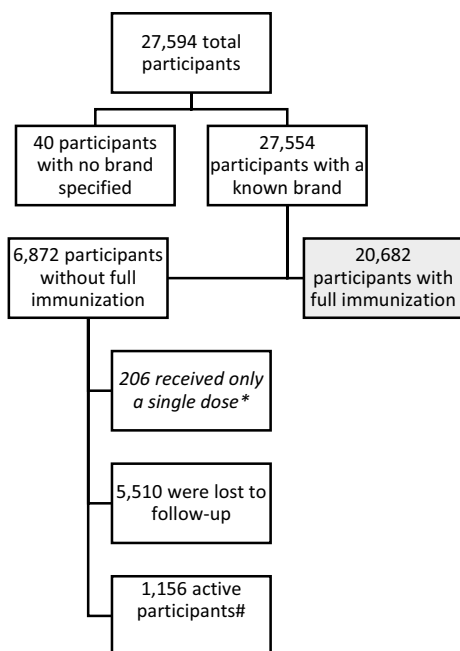 27,594 total
participants
40 participants
with no brand
specified
27,554
participants with a
known brand
6,872 participants
without full
immunization
20,682
participants with
full immunization
206 received only
a single dose*
5,510 were lost to
follow-up
1,156 active
participants#